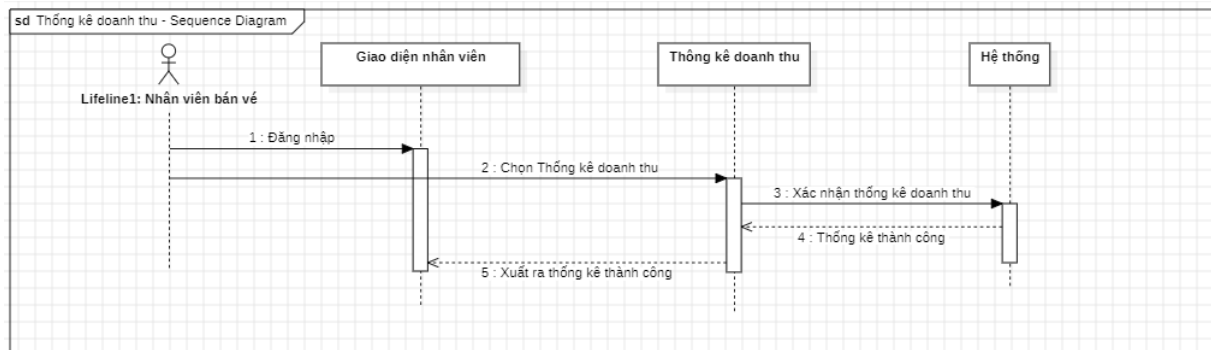 sd Thống kê doanh thu - Sequence Diagram
Giao diện nhân viên
Thông kê doanh thu
Hệ thống
Lifeline1: Nhân viên bán vé
1 : Đăng nhập
2 : Chọn Thống kê doanh thu
3 : Xác nhận thống kê doanh thu
4 : Thống kê thành công
5 : Xuất ra thống kê thành công